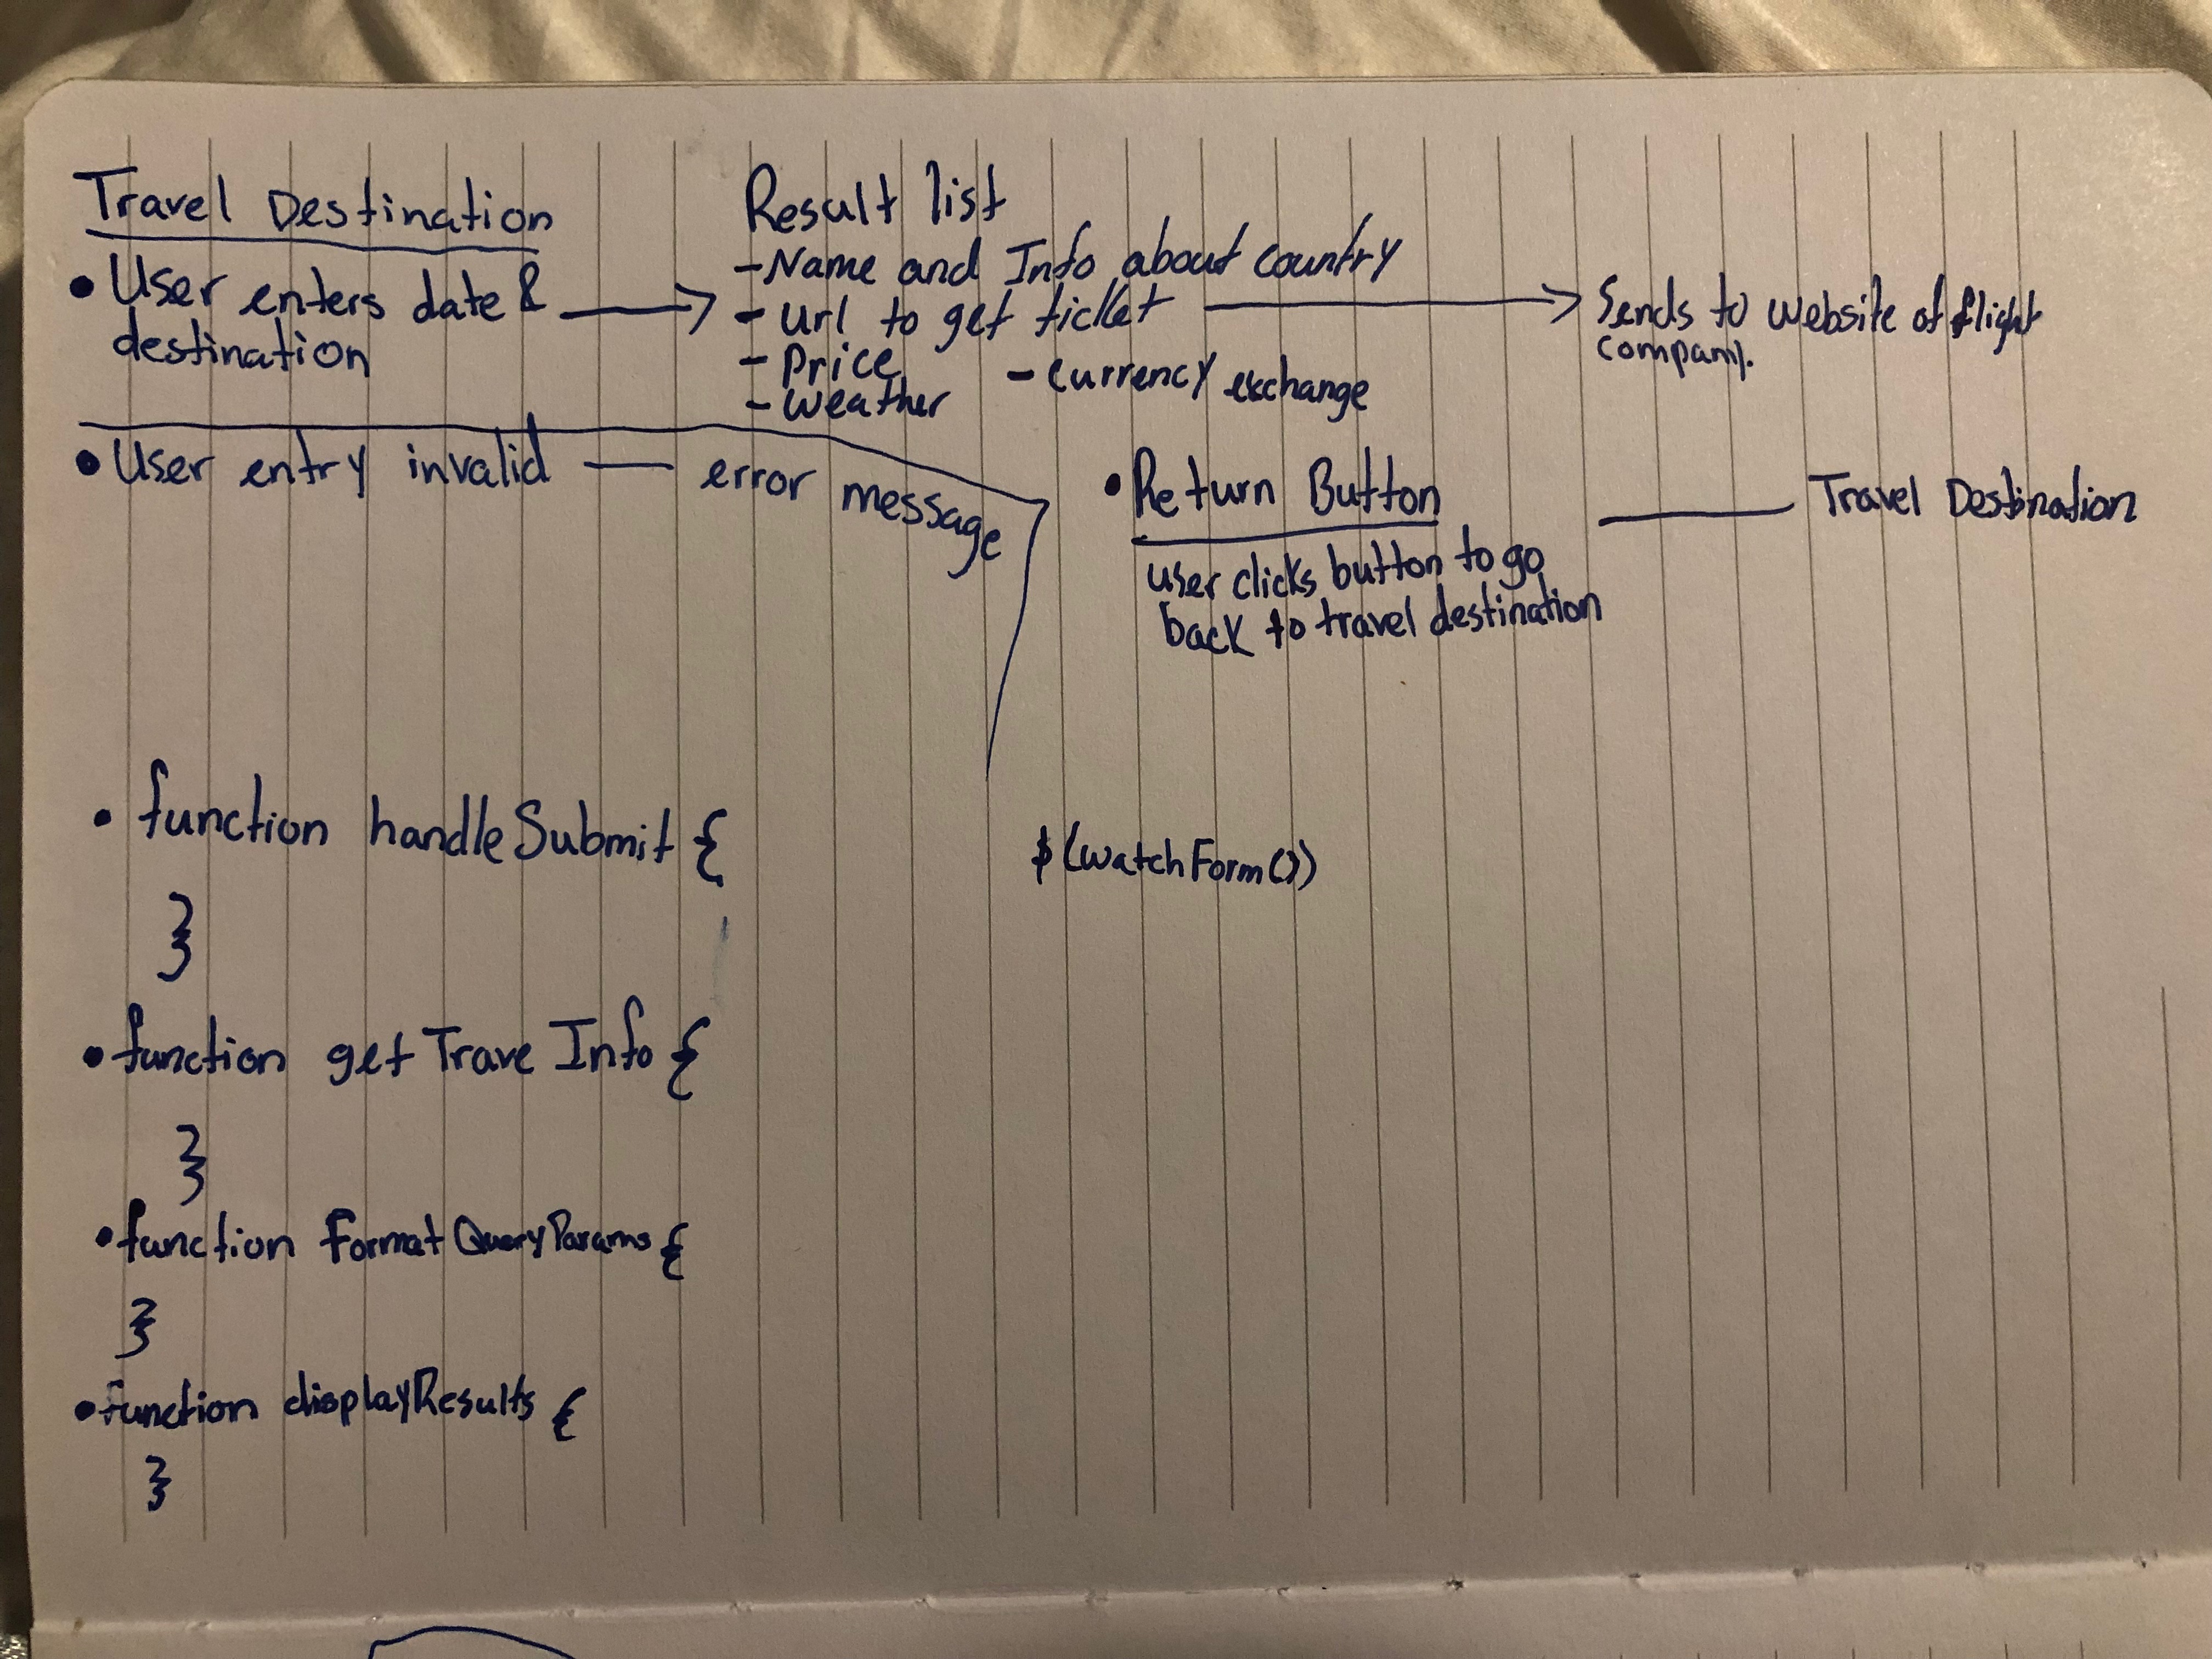 Travel Destination
• User enters date &
destination
Result list
- Name and Info about country
- url to get ticket
- Price
- Weather
- currency exchange
Sends to website of flight
company.
• User entry invalid — error message
• Return Button
user clicks button to go
back to travel destination
Travel Destination
• function handleSubmit {
}
$(watchForm())
• function getTraveInfo {
}
• function formatQueryParams {
}
• function displayResults {
}